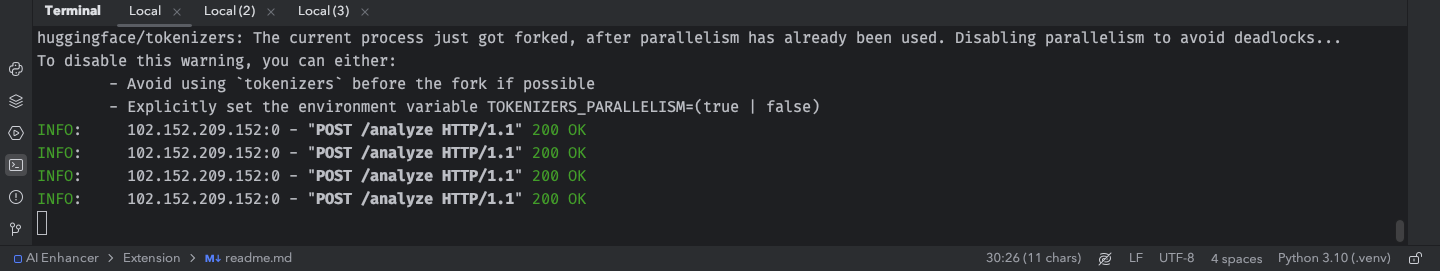 Terminal Local × Local (2) × Local (3) ×
huggingface/tokenizers: The current process just got forked, after parallelism has already been used. Disabling parallelism to avoid deadlocks...
To disable this warning, you can either:
- Avoid using `tokenizers` before the fork if possible
- Explicitly set the environment variable TOKENIZERS_PARALLELISM=(true | false)
INFO: 102.152.209.152:0 - "POST /analyze HTTP/1.1" 200 OK
INFO: 102.152.209.152:0 - "POST /analyze HTTP/1.1" 200 OK
INFO: 102.152.209.152:0 - "POST /analyze HTTP/1.1" 200 OK
INFO: 102.152.209.152:0 - "POST /analyze HTTP/1.1" 200 OK
AI Enhancer > Extension > M↓ readme.md 30:26 (11 chars) LF UTF-8 4 spaces Python 3.10 (.venv)